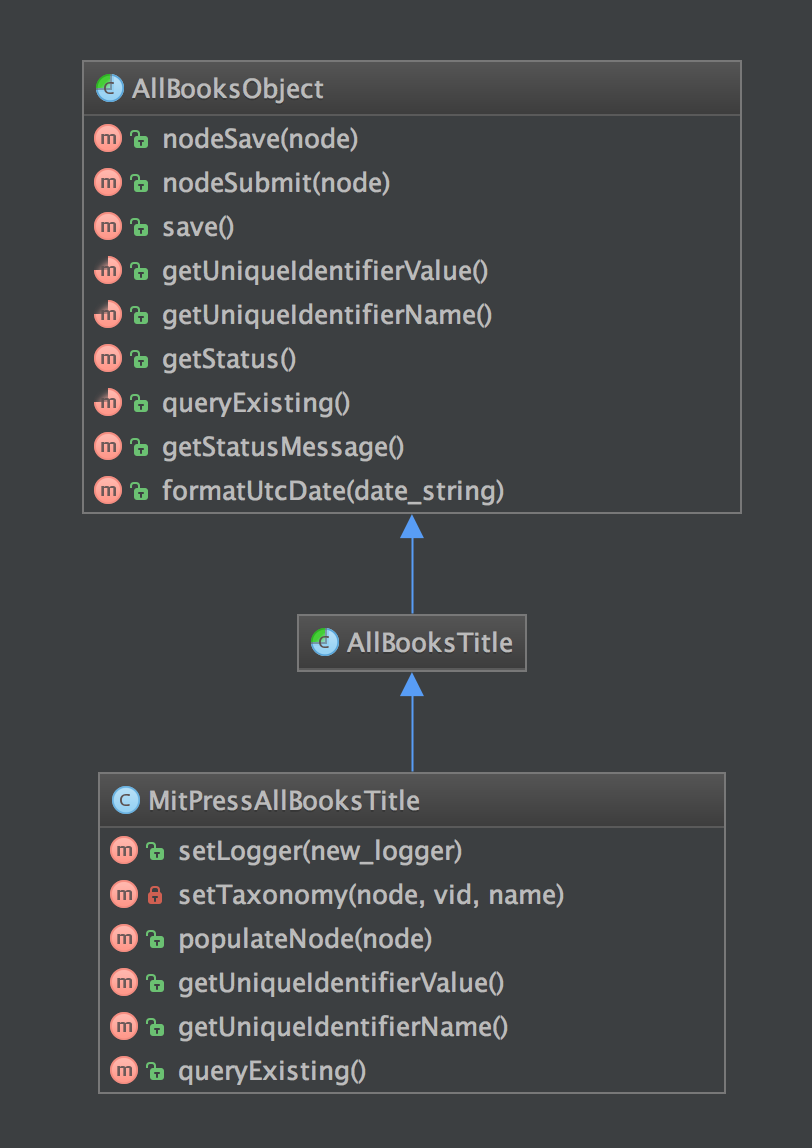 AllBooksObject
nodeSave(node)
nodeSubmit(node)
save()
getUniqueIdentifierValue()
getUniqueIdentifierName()
getStatus()
queryExisting()
getStatusMessage()
formatUtcDate(date_string)
AllBooksTitle
MitPressAllBooksTitle
setLogger(new_logger)
setTaxonomy(node, vid, name)
populateNode(node)
getUniqueIdentifierValue()
getUniqueIdentifierName()
queryExisting()